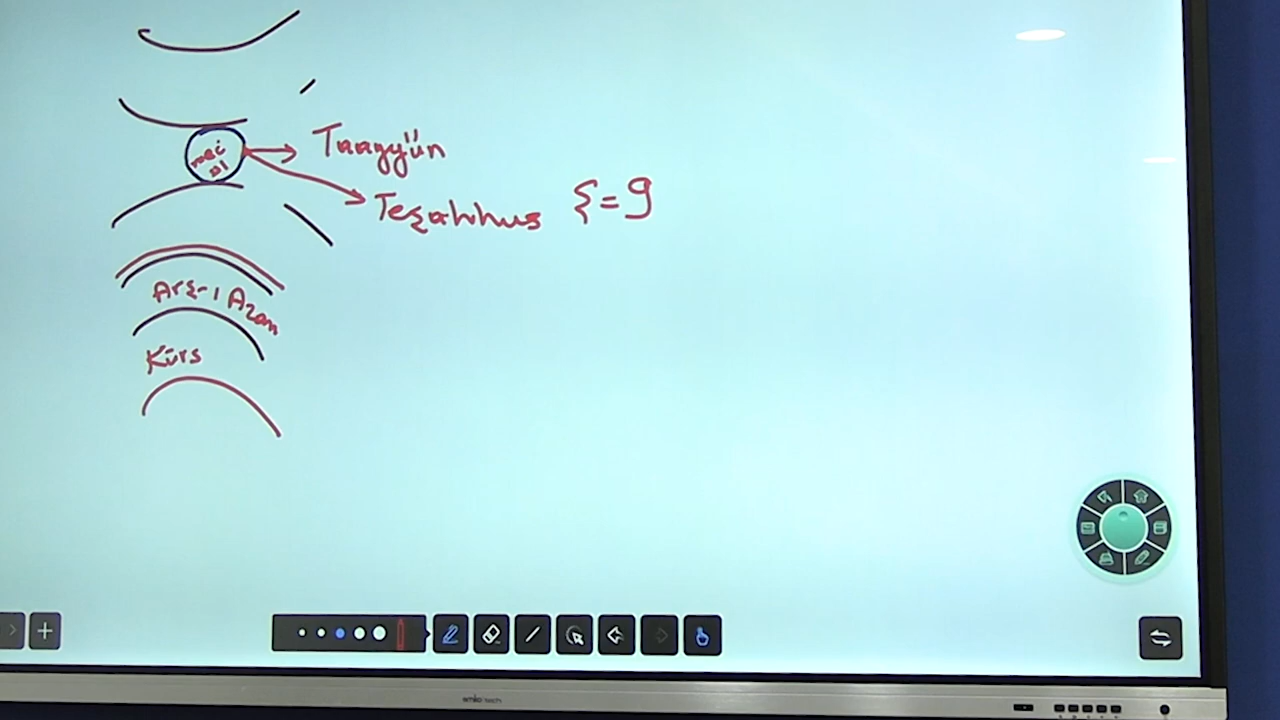 Taayyün
Teşahhus ξ = 9
Arş-ı Azam
Kürs